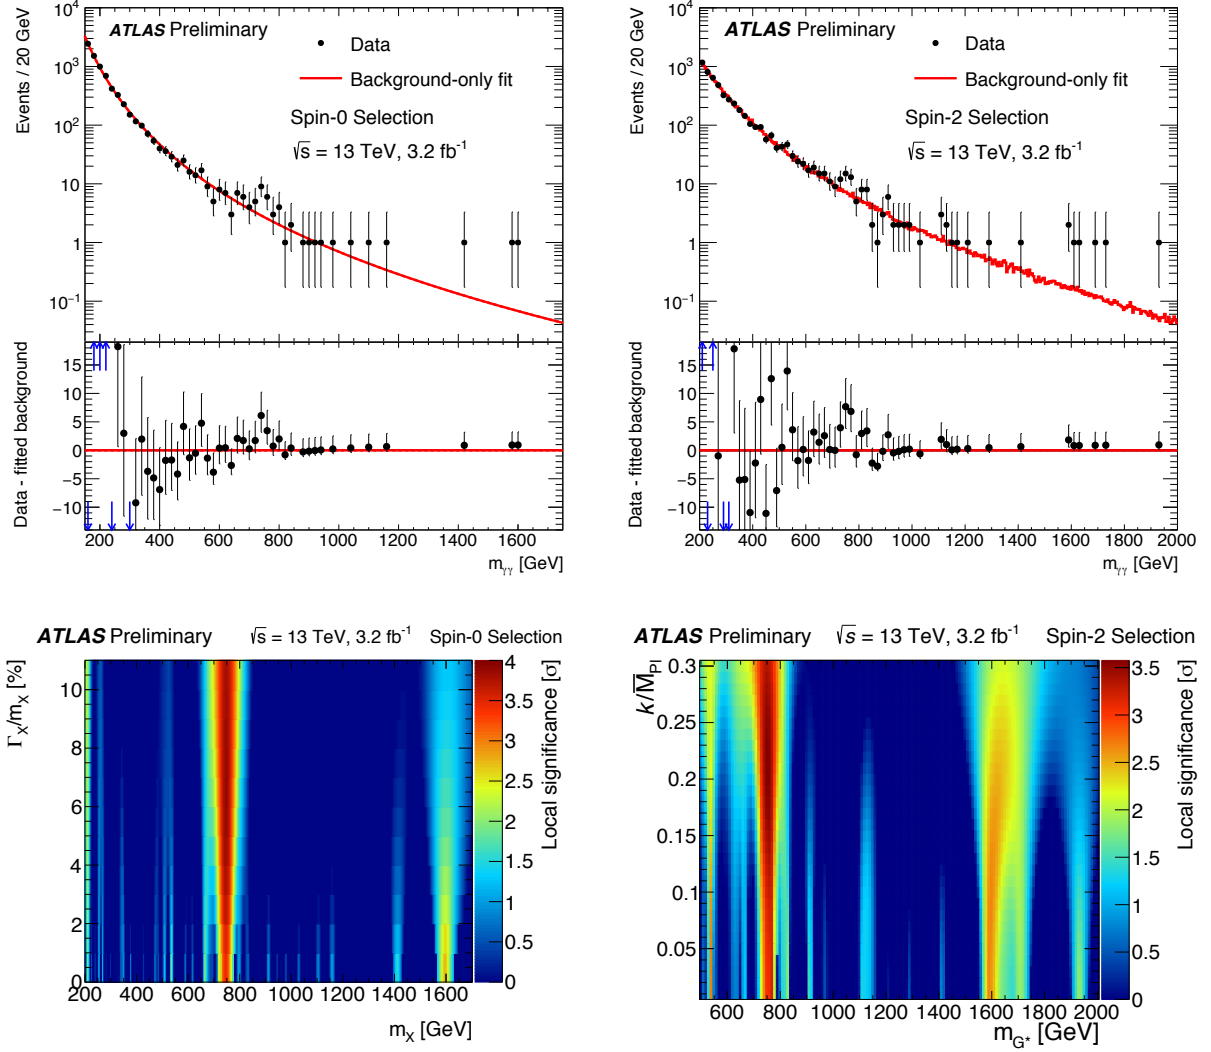 ATLAS Preliminary
Data
Background-only fit
Spin-0 Selection
√s = 13 TeV, 3.2 fb⁻¹
Events / 20 GeV
10⁴
10³
10²
10
1
10⁻¹
Data - fitted background
15
10
5
0
−5
−10
200 400 600 800 1000 1200 1400 1600
mγγ [GeV]
ATLAS Preliminary
Data
Background-only fit
Spin-2 Selection
√s = 13 TeV, 3.2 fb⁻¹
Events / 20 GeV
10⁴
10³
10²
10
1
10⁻¹
Data - fitted background
15
10
5
0
−5
−10
200 400 600 800 1000 1200 1400 1600 1800 2000
mγγ [GeV]
ATLAS Preliminary √s = 13 TeV, 3.2 fb⁻¹ Spin-0 Selection
ΓX/mX [%]
10
8
6
4
2
0
200 400 600 800 1000 1200 1400 1600
mX [GeV]
4
3.5
3
2.5
2
1.5
1
0.5
0
Local significance [σ]
ATLAS Preliminary √s = 13 TeV, 3.2 fb⁻¹ Spin-2 Selection
k/M̅Pl
0.3
0.25
0.2
0.15
0.1
0.05
600 800 1000 1200 1400 1600 1800 2000
mG* [GeV]
3.5
3
2.5
2
1.5
1
0.5
0
Local significance [σ]